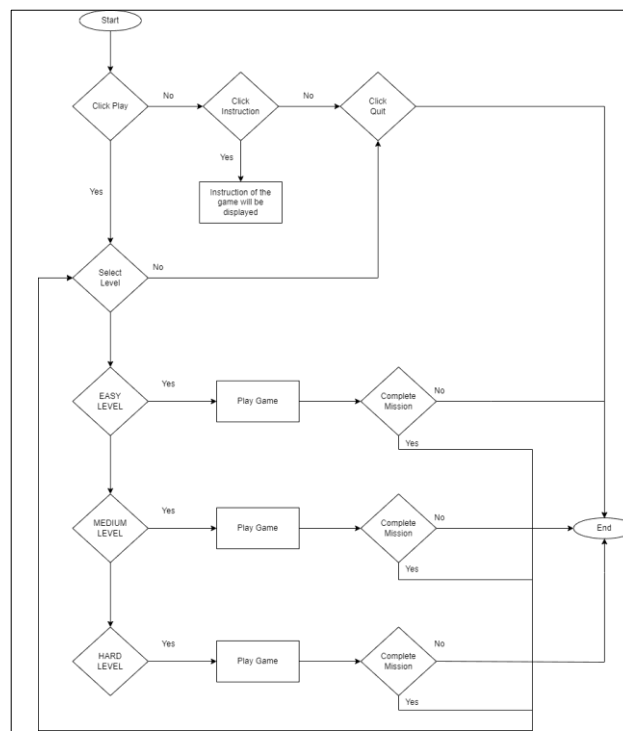 Start
Click Play
No
Click
Instruction
No
Click
Quit
Yes
Yes
Instruction of the
game will be
displayed
Select
Level
No
EASY
LEVEL
Yes
Play Game
Complete
Mission
No
Yes
MEDIUM
LEVEL
Yes
Play Game
Complete
Mission
No
End
Yes
HARD
LEVEL
Yes
Play Game
Complete
Mission
No
Yes